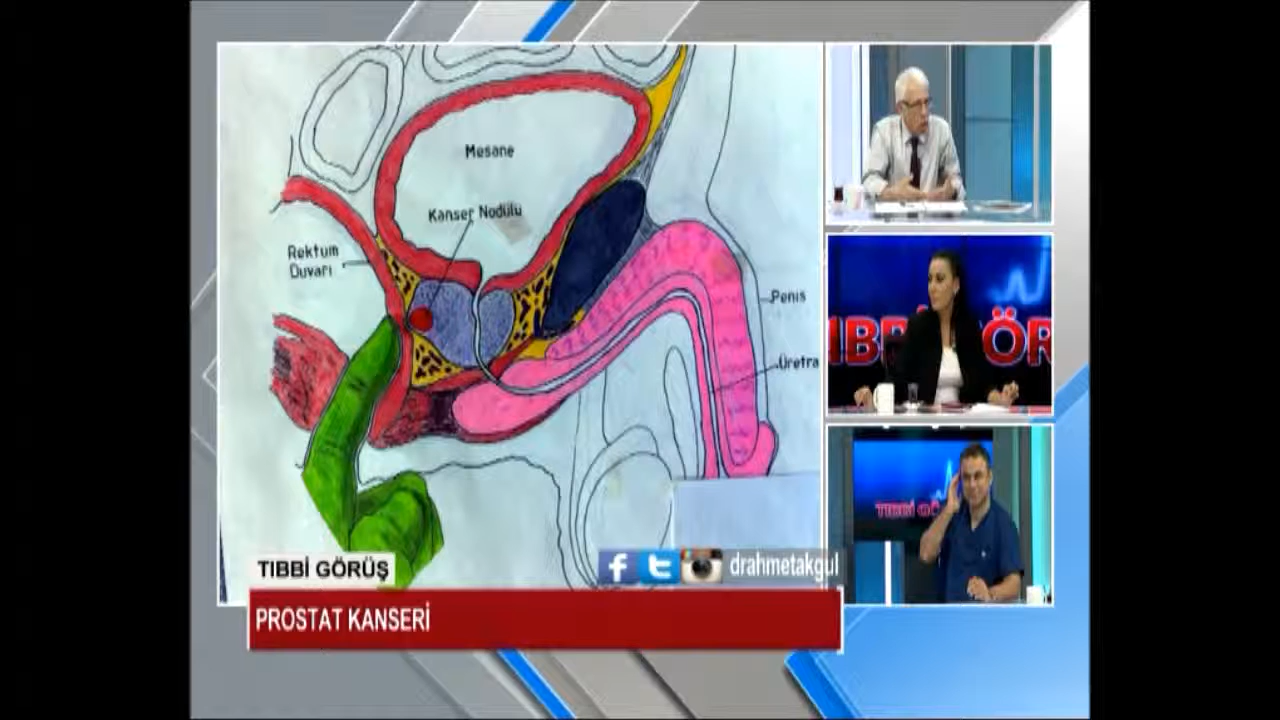 Mesane
Kanser Nodülü
Rektum
Duvarı
Penis
Üretra
TIBBİ GÖRÜŞ
drahmetakgul
PROSTAT KANSERİ